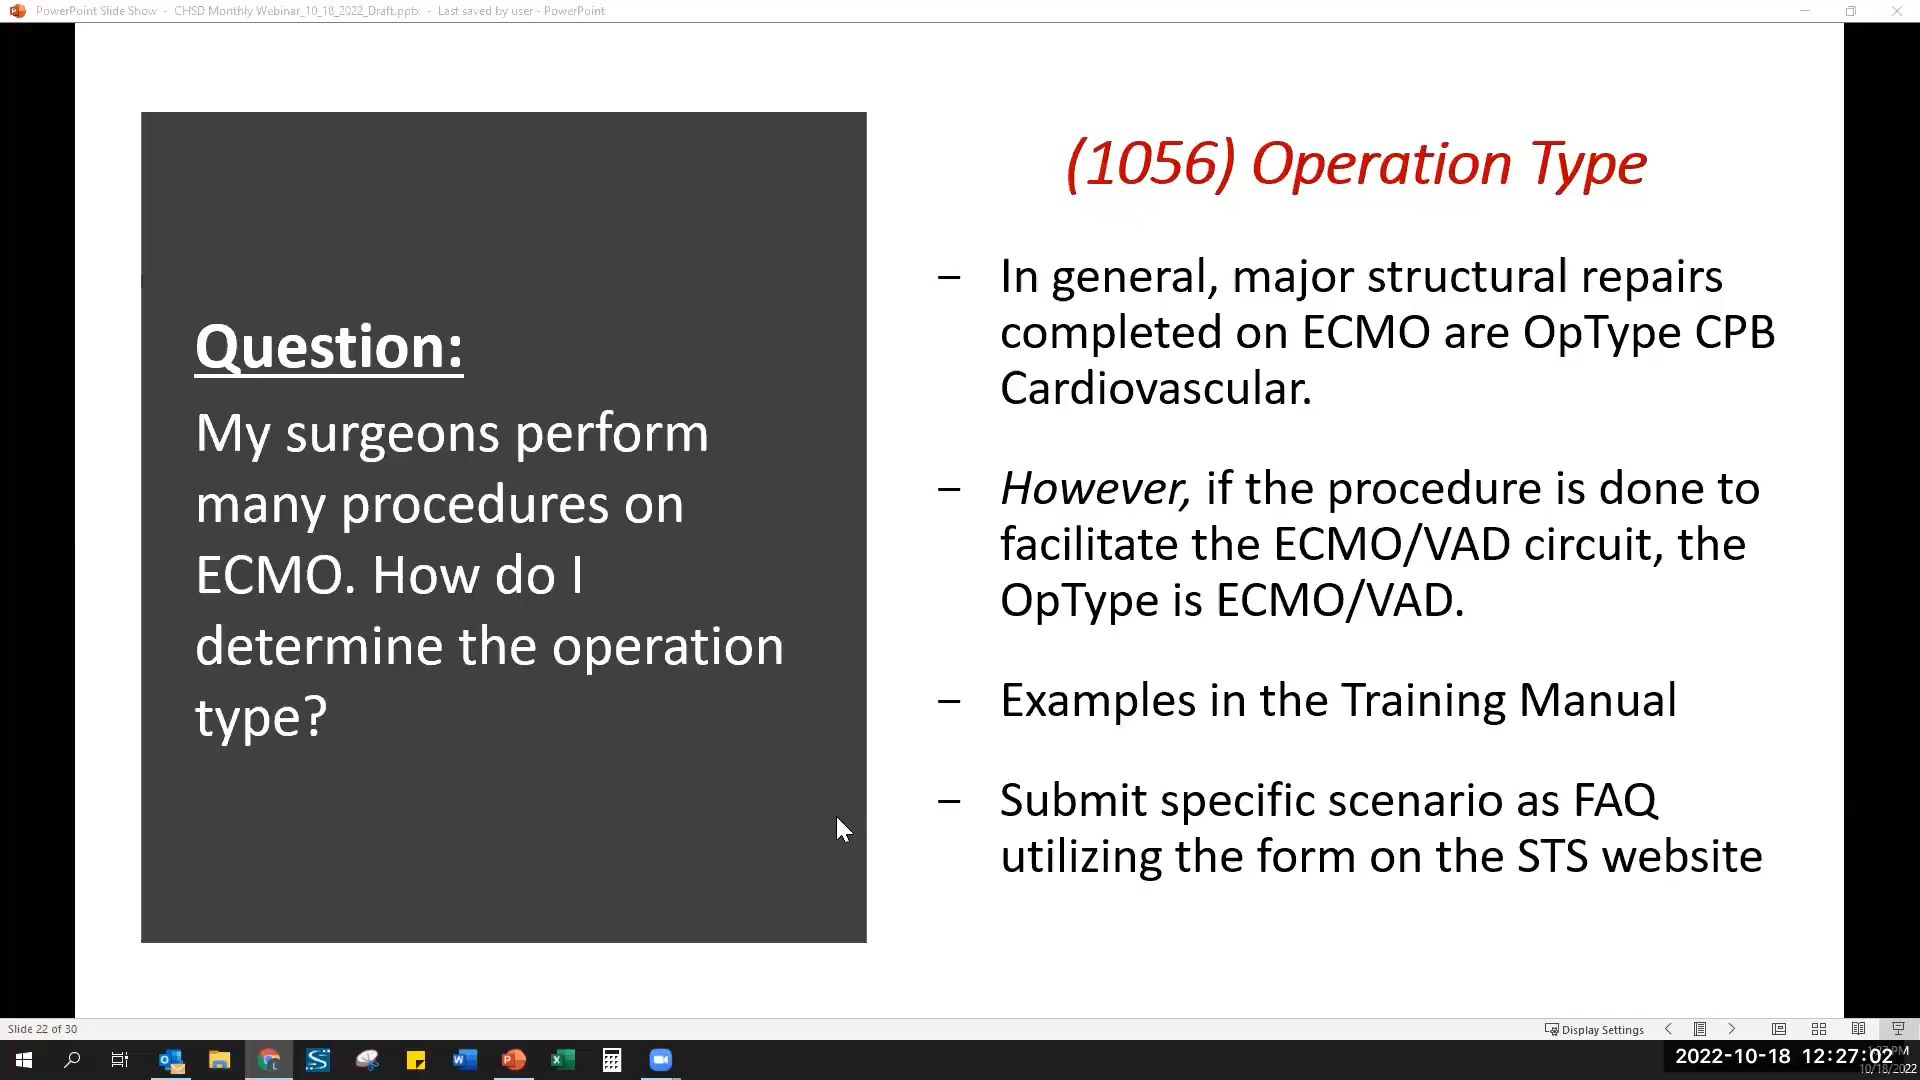 PowerPoint Slide Show - CHSD Monthly Webinar_10_18_2022_Draft.pptx - Last saved by user - PowerPoint
Question:
My surgeons perform
many procedures on
ECMO. How do I
determine the operation
type?
(1056) Operation Type
– In general, major structural repairs
completed on ECMO are OpType CPB
Cardiovascular.
– However, if the procedure is done to
facilitate the ECMO/VAD circuit, the
OpType is ECMO/VAD.
– Examples in the Training Manual
– Submit specific scenario as FAQ
utilizing the form on the STS website
Slide 22 of 30
Display Settings
2022-10-18 12:27:02
10/18/2022